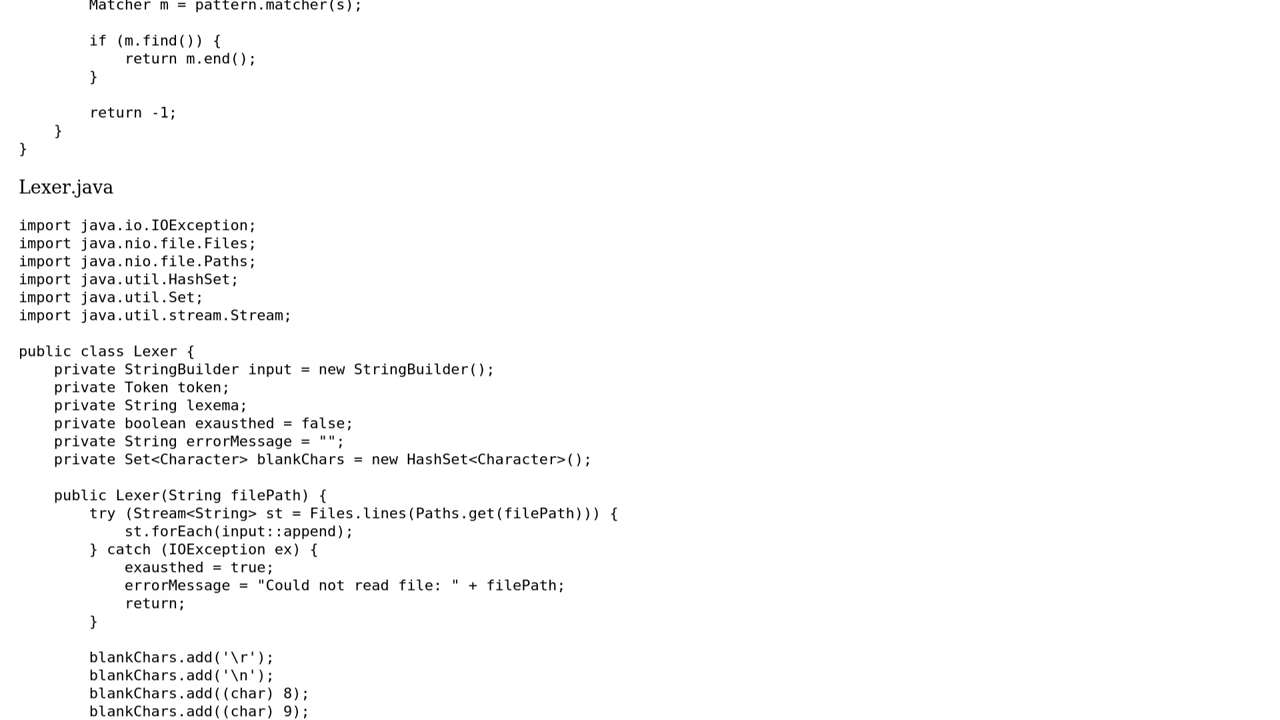 Matcher m = pattern.matcher(s);

        if (m.find()) {
            return m.end();
        }

        return -1;
    }
}
Lexer.java
import java.io.IOException;
import java.nio.file.Files;
import java.nio.file.Paths;
import java.util.HashSet;
import java.util.Set;
import java.util.stream.Stream;

public class Lexer {
    private StringBuilder input = new StringBuilder();
    private Token token;
    private String lexema;
    private boolean exausthed = false;
    private String errorMessage = "";
    private Set<Character> blankChars = new HashSet<Character>();

    public Lexer(String filePath) {
        try (Stream<String> st = Files.lines(Paths.get(filePath))) {
            st.forEach(input::append);
        } catch (IOException ex) {
            exausthed = true;
            errorMessage = "Could not read file: " + filePath;
            return;
        }

        blankChars.add('\r');
        blankChars.add('\n');
        blankChars.add((char) 8);
        blankChars.add((char) 9);